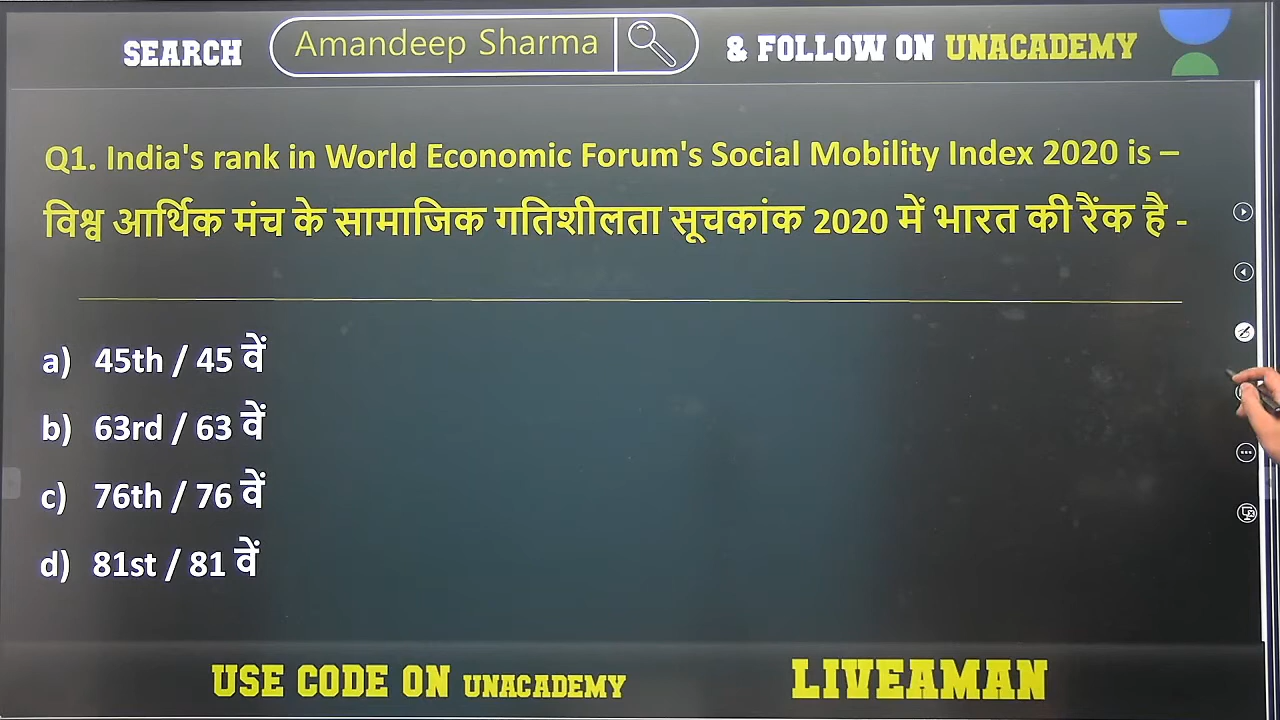 SEARCH Amandeep Sharma & FOLLOW ON UNACADEMY
Q1. India's rank in World Economic Forum's Social Mobility Index 2020 is –
विश्व आर्थिक मंच के सामाजिक गतिशीलता सूचकांक 2020 में भारत की रैंक है -
a) 45th / 45 वें
b) 63rd / 63 वें
c) 76th / 76 वें
d) 81st / 81 वें
USE CODE ON UNACADEMY LIVEAMAN